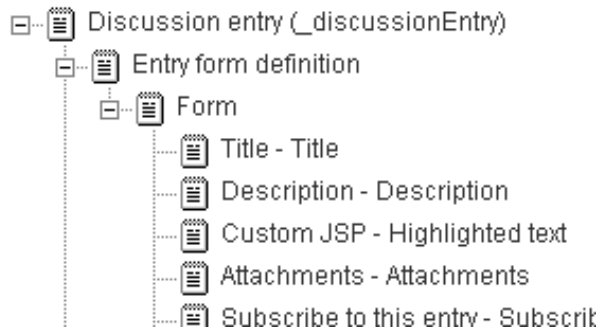 Discussion entry (_discussionEntry)
Entry form definition
Form
Title - Title
Description - Description
Custom JSP - Highlighted text
Attachments - Attachments
Subscribe to this entry -